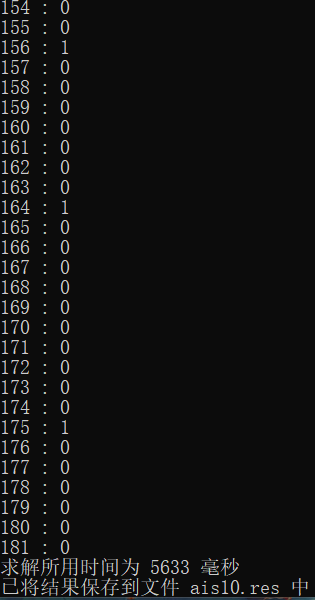 154 : 0
155 : 0
156 : 1
157 : 0
158 : 0
159 : 0
160 : 0
161 : 0
162 : 0
163 : 0
164 : 1
165 : 0
166 : 0
167 : 0
168 : 0
169 : 0
170 : 0
171 : 0
172 : 0
173 : 0
174 : 0
175 : 1
176 : 0
177 : 0
178 : 0
179 : 0
180 : 0
181 : 0
求解所用时间为 5633 毫秒
已将结果保存到文件 ais10.res 中